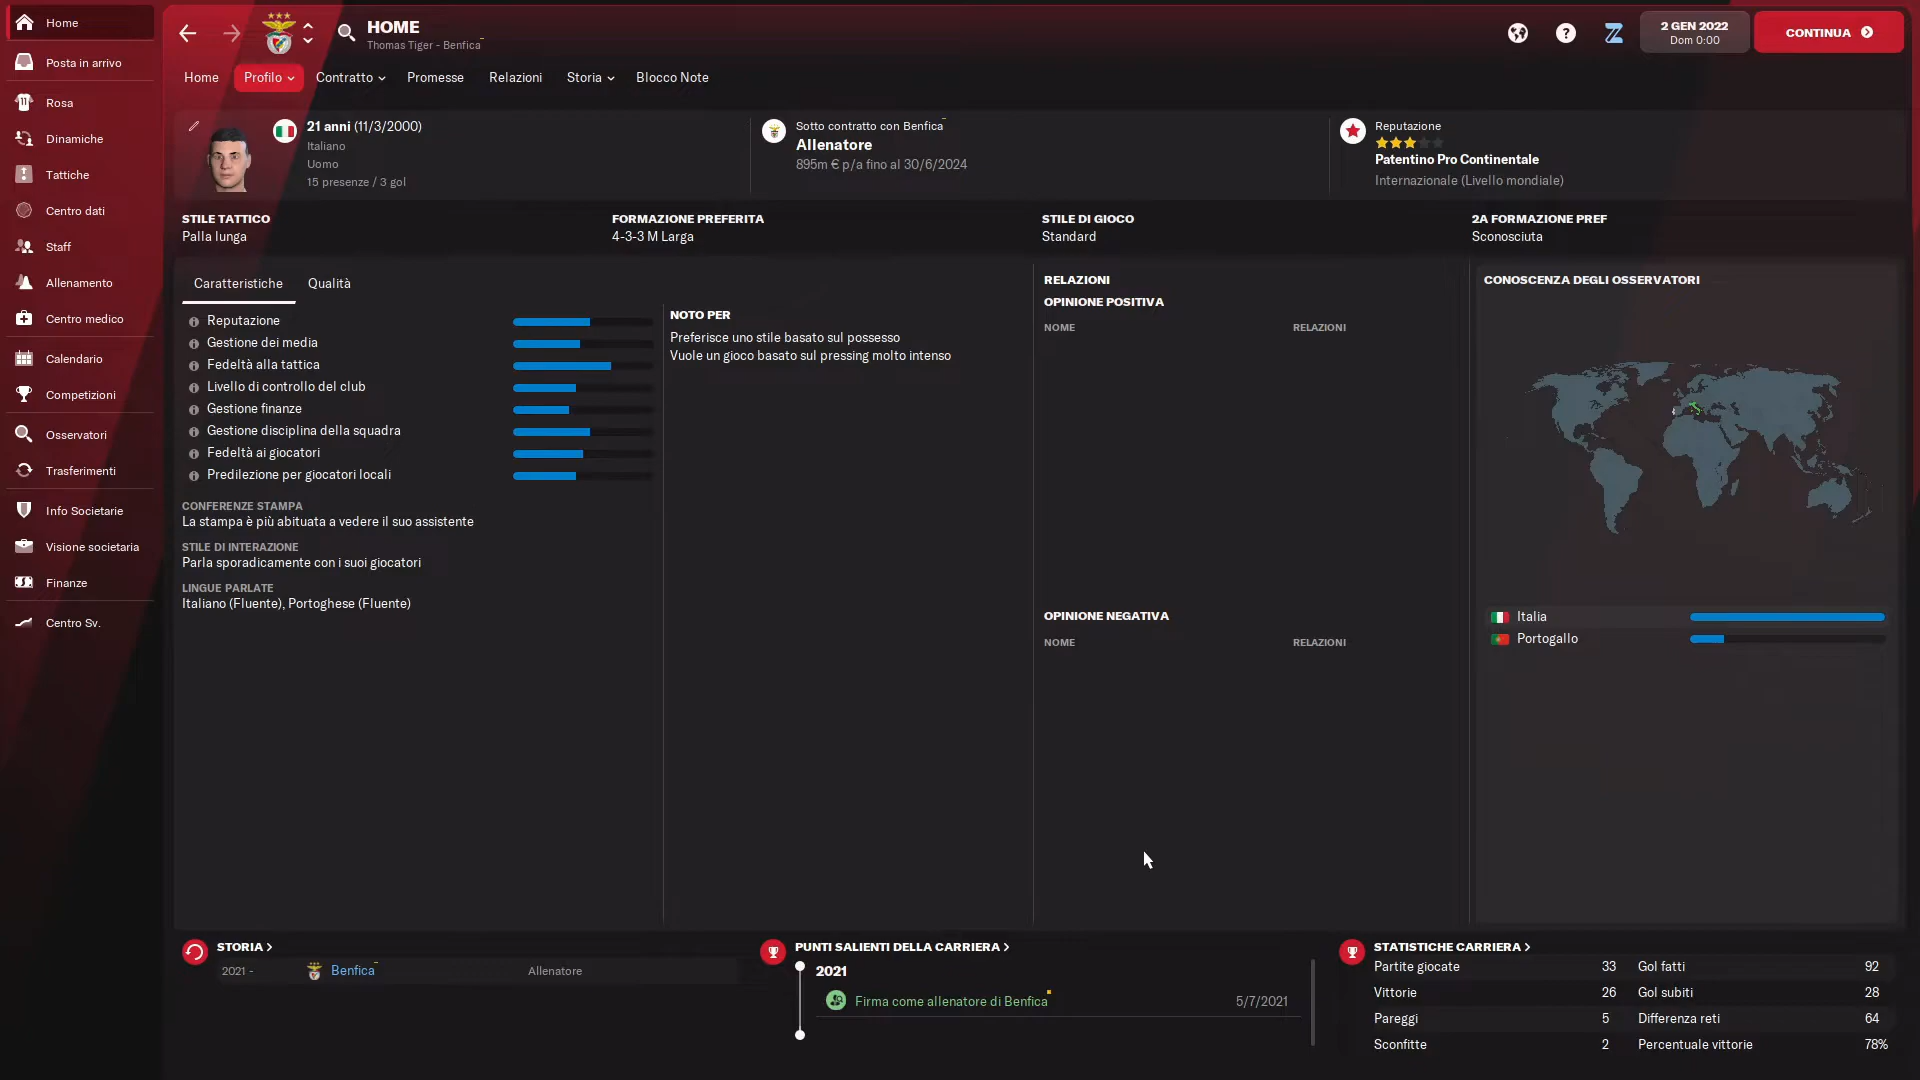 Home
Posta in arrivo
Rosa
Dinamiche
Tattiche
Centro dati
Staff
Allenamento
Centro medico
Calendario
Competizioni
Osservatori
Trasferimenti
Info Societarie
Visione societaria
Finanze
Centro Sv.
HOME
Thomas Tiger - Benfica
2 GEN 2022
Dom 0:00
CONTINUA
Home
Profilo
Contratto
Promesse
Relazioni
Storia
Blocco Note
21 anni (11/3/2000)
Italiano
Uomo
15 presenze / 3 gol
Sotto contratto con Benfica
Allenatore
895m € p/a fino al 30/6/2024
Reputazione
Patentino Pro Continentale
Internazionale (Livello mondiale)
STILE TATTICO
Palla lunga
FORMAZIONE PREFERITA
4-3-3 M Larga
STILE DI GIOCO
Standard
2A FORMAZIONE PREF
Sconosciuta
Caratteristiche
Qualità
Reputazione
Gestione dei media
Fedeltà alla tattica
Livello di controllo del club
Gestione finanze
Gestione disciplina della squadra
Fedeltà ai giocatori
Predilezione per giocatori locali
CONFERENZE STAMPA
La stampa è più abituata a vedere il suo assistente
STILE DI INTERAZIONE
Parla sporadicamente con i suoi giocatori
LINGUE PARLATE
Italiano (Fluente), Portoghese (Fluente)
NOTO PER
Preferisce uno stile basato sul possesso
Vuole un gioco basato sul pressing molto intenso
RELAZIONI
OPINIONE POSITIVA
NOME RELAZIONI
OPINIONE NEGATIVA
NOME RELAZIONI
CONOSCENZA DEGLI OSSERVATORI
Italia
Portogallo
STORIA
2021 - Benfica Allenatore
PUNTI SALIENTI DELLA CARRIERA
2021
Firma come allenatore di Benfica 5/7/2021
STATISTICHE CARRIERA
Partite giocate 33 Gol fatti 92
Vittorie 26 Gol subiti 28
Pareggi 5 Differenza reti 64
Sconfitte 2 Percentuale vittorie 78%